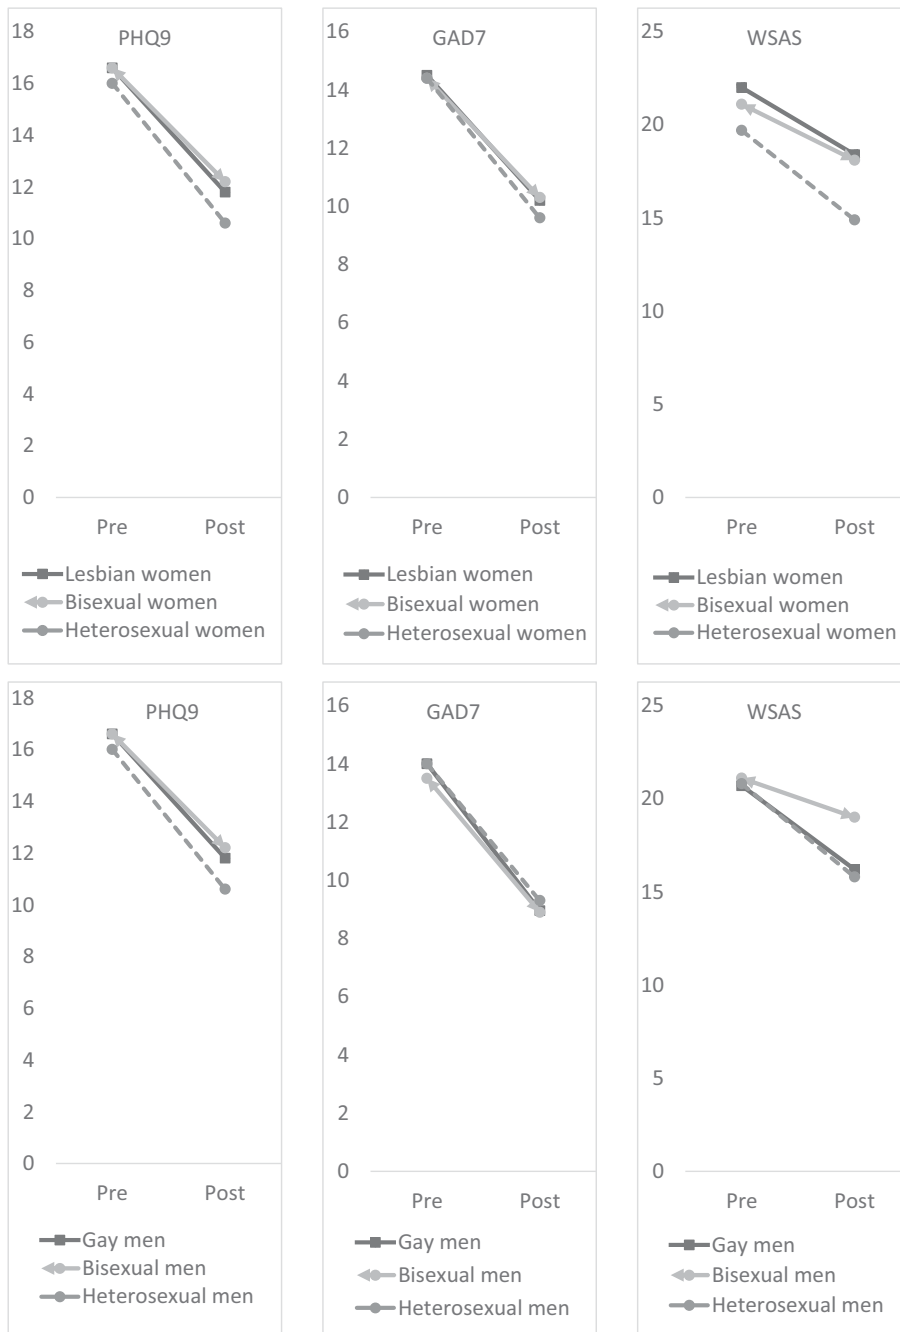 PHQ9
18
16
14
12
10
8
6
4
2
0
Pre Post
Lesbian women
Bisexual women
Heterosexual women
GAD7
16
14
12
10
8
6
4
2
0
Pre Post
Lesbian women
Bisexual women
Heterosexual women
WSAS
25
20
15
10
5
0
Pre Post
Lesbian women
Bisexual women
Heterosexual women
PHQ9
18
16
14
12
10
8
6
4
2
0
Pre Post
Gay men
Bisexual men
Heterosexual men
GAD7
16
14
12
10
8
6
4
2
0
Pre Post
Gay men
Bisexual men
Heterosexual men
WSAS
25
20
15
10
5
0
Pre Post
Gay men
Bisexual men
Heterosexual men